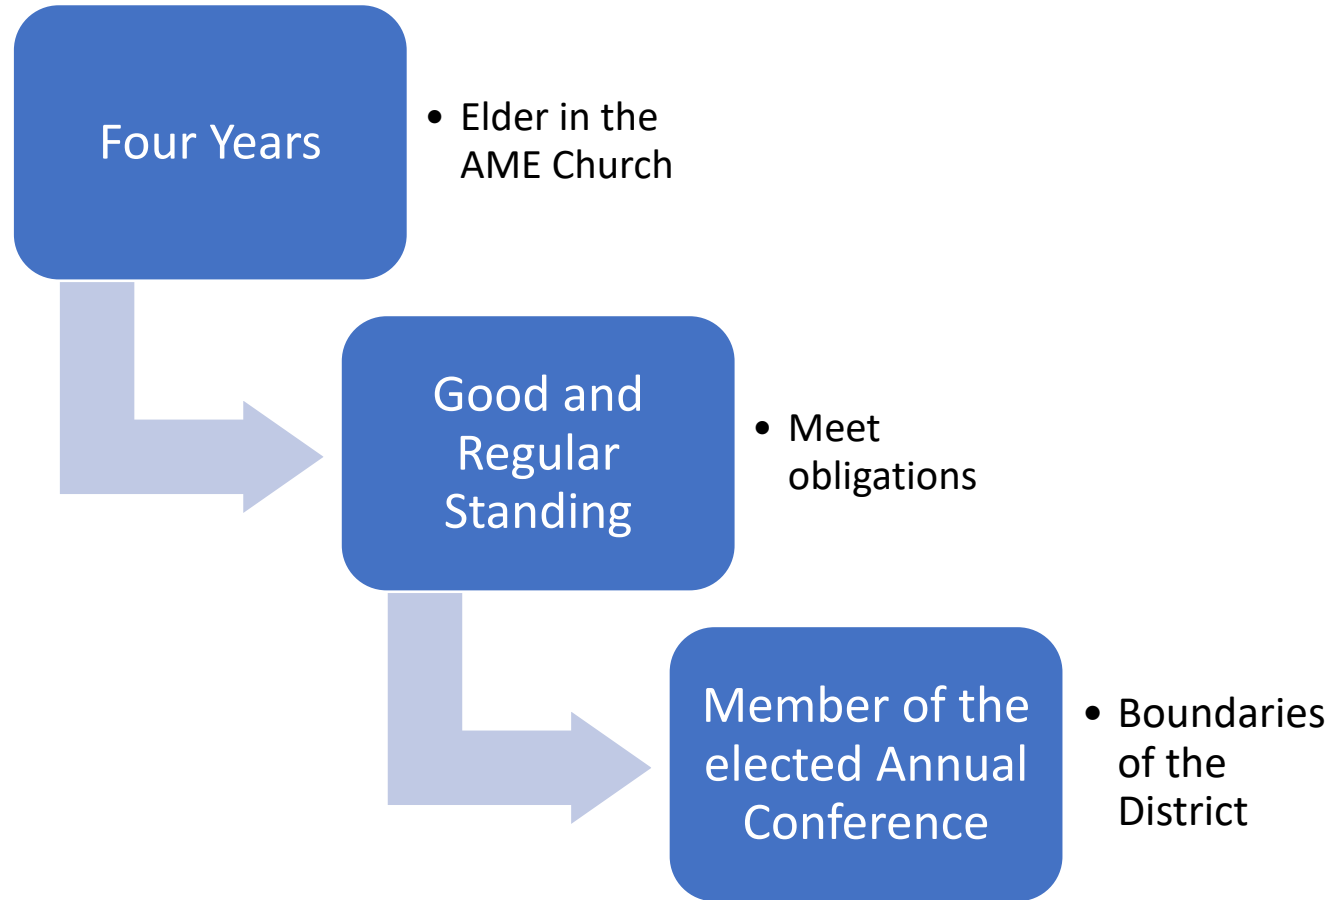 Four Years
• Elder in the
AME Church
Good and
Regular
Standing
• Meet
obligations
Member of the
elected Annual
Conference
• Boundaries
of the
District